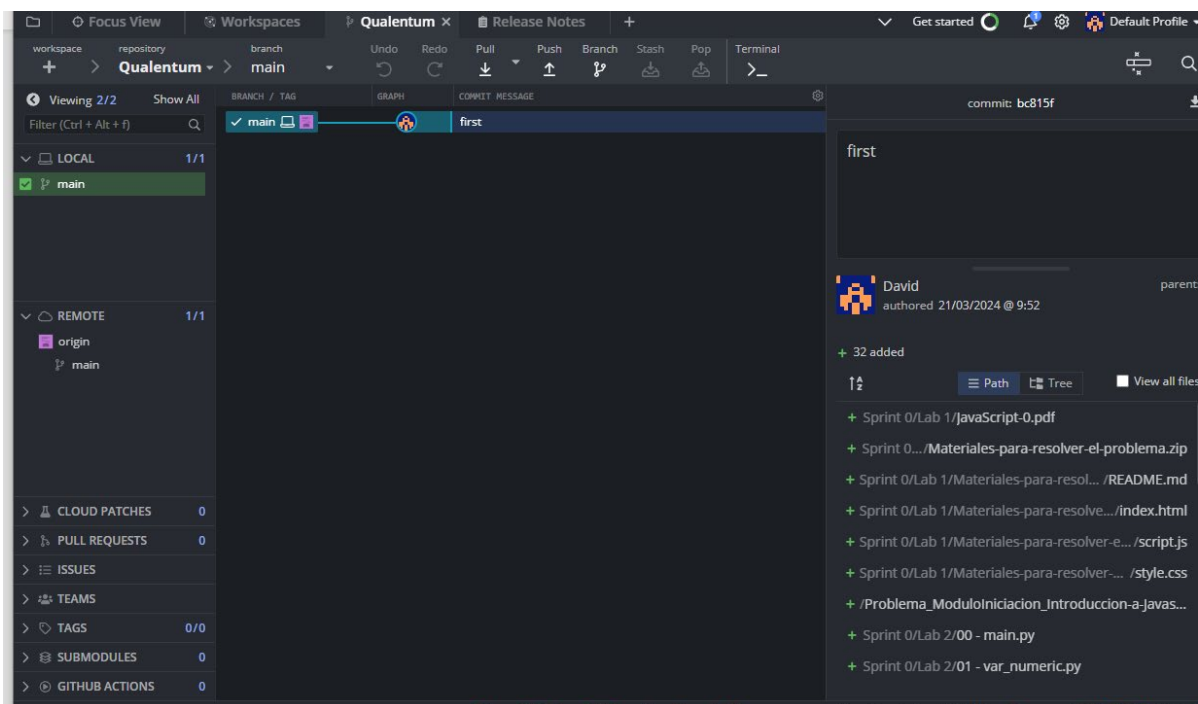 Focus View Workspaces Qualentum × Release Notes + Get started Default Profile
workspace repository branch Undo Redo Pull Push Branch Stash Pop Terminal
+ > Qualentum > main
Viewing 2/2 Show All
Filter (Ctrl + Alt + f)
LOCAL 1/1
main
REMOTE 1/1
origin
main
CLOUD PATCHES 0
PULL REQUESTS 0
ISSUES
TEAMS
TAGS 0/0
SUBMODULES 0
GITHUB ACTIONS 0
BRANCH / TAG GRAPH COMMIT MESSAGE
main first
commit: bc815f
first
David parent
authored 21/03/2024 @ 9:52
+ 32 added
Path Tree View all files
+ Sprint 0/Lab 1/JavaScript-0.pdf
+ Sprint 0.../Materiales-para-resolver-el-problema.zip
+ Sprint 0/Lab 1/Materiales-para-resol... /README.md
+ Sprint 0/Lab 1/Materiales-para-resolve.../index.html
+ Sprint 0/Lab 1/Materiales-para-resolver-e... /script.js
+ Sprint 0/Lab 1/Materiales-para-resolver-... /style.css
+ /Problema_ModuloIniciacion_Introduccion-a-Javas...
+ Sprint 0/Lab 2/00 - main.py
+ Sprint 0/Lab 2/01 - var_numeric.py